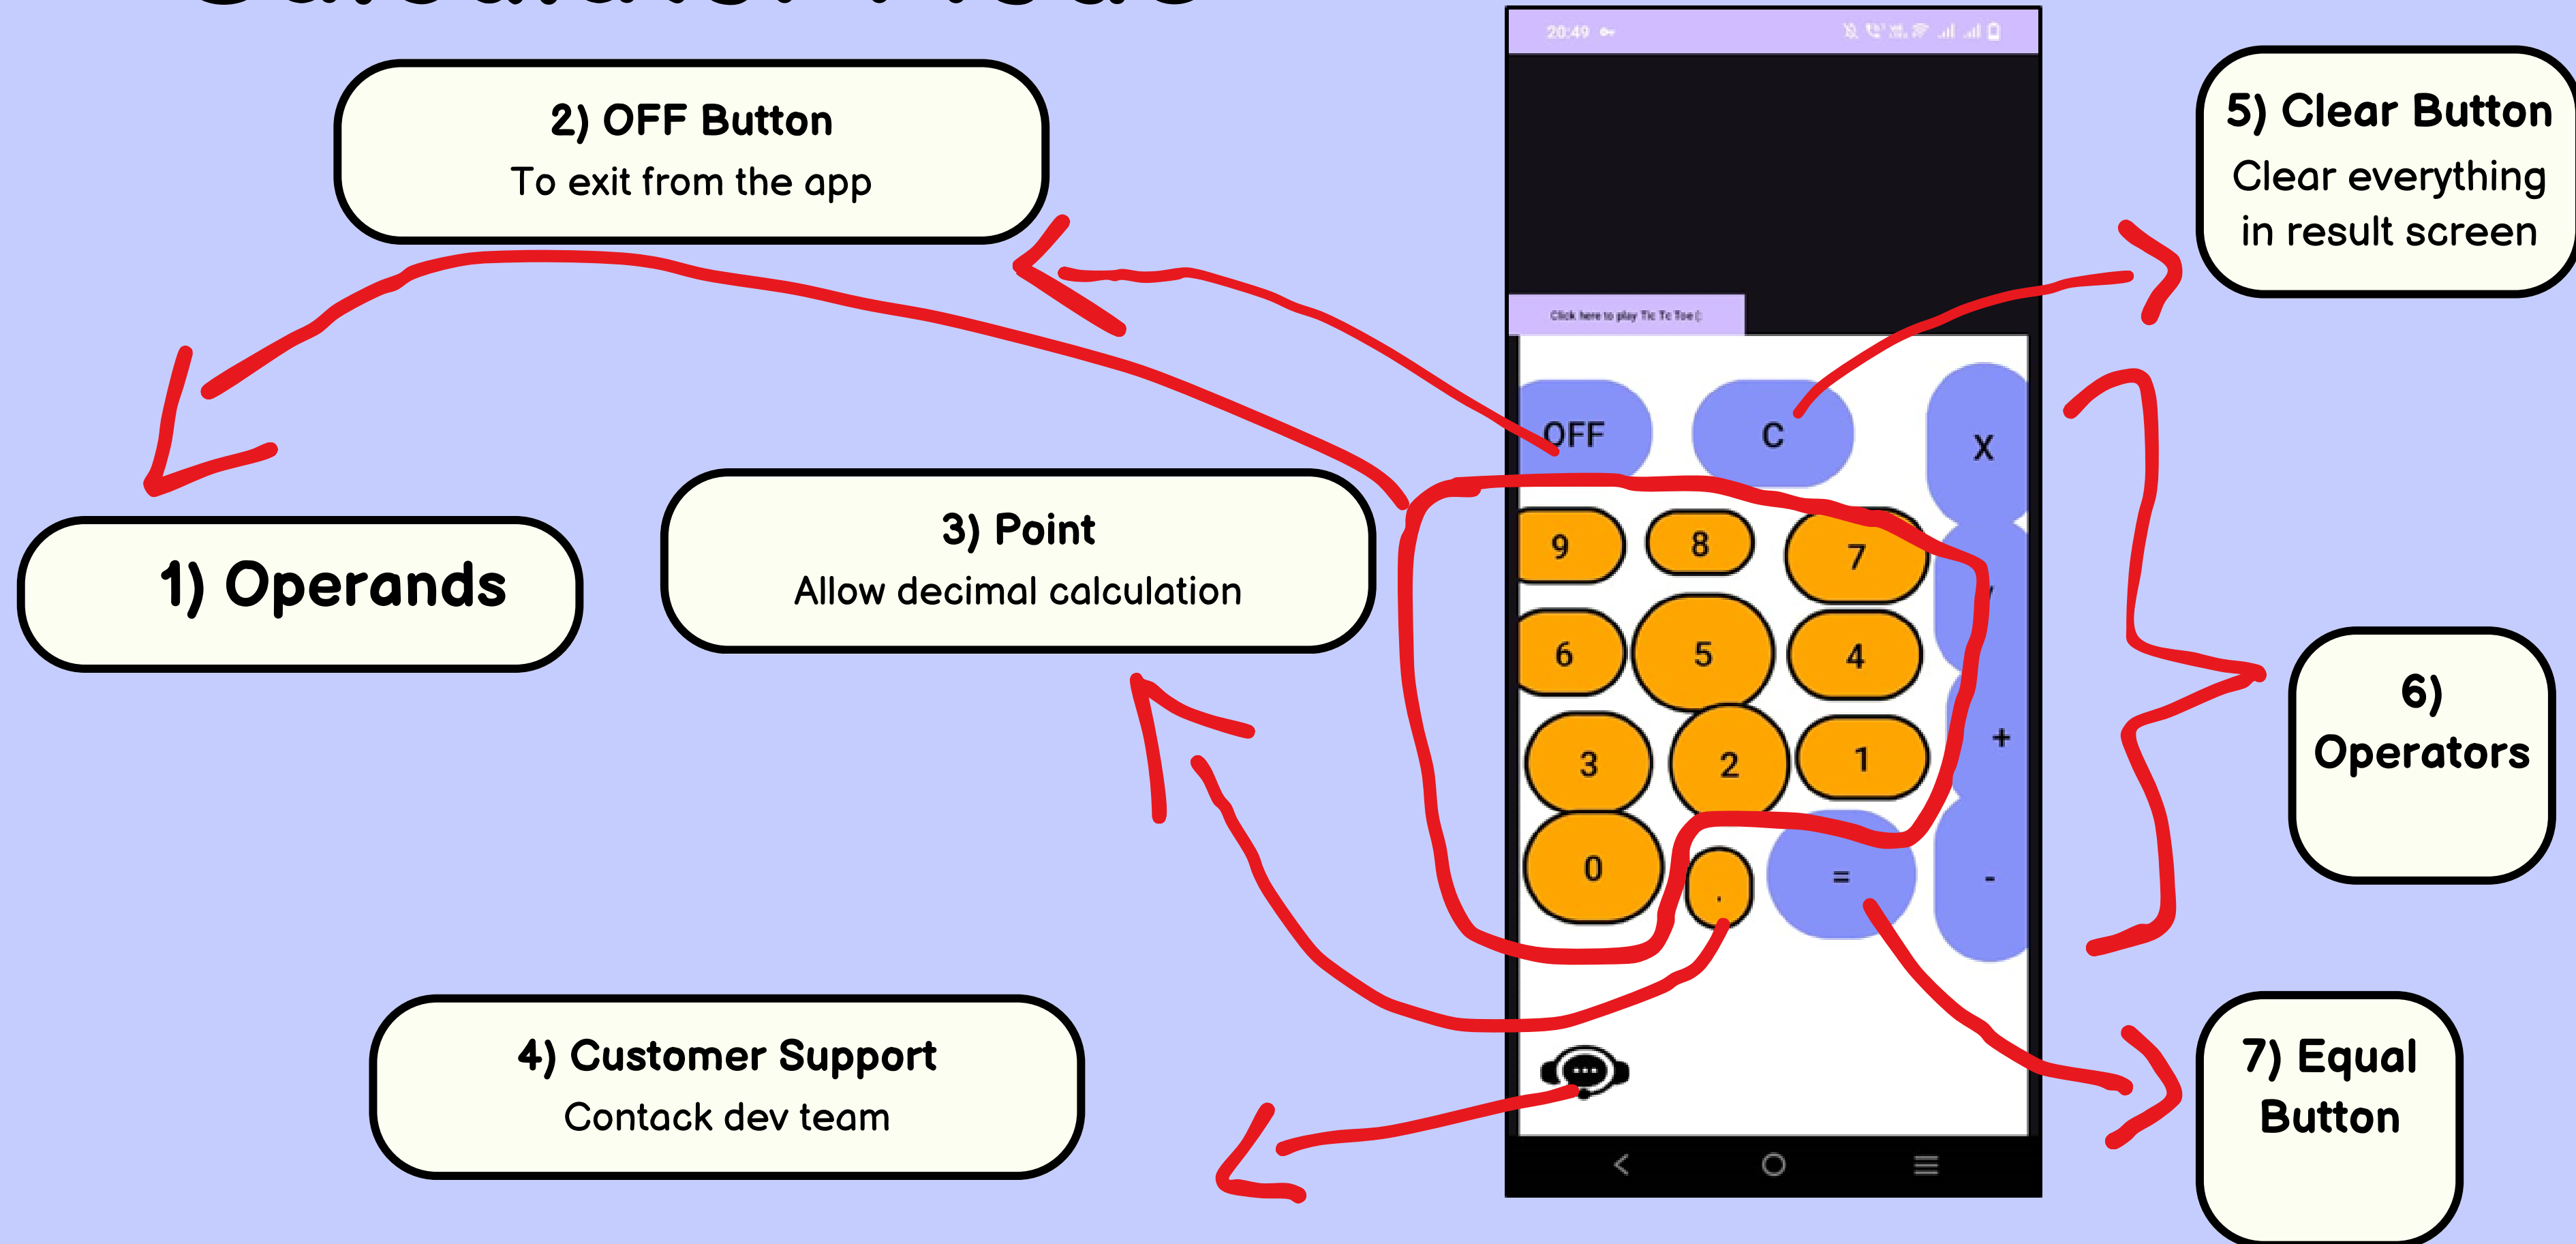 2) OFF Button
To exit from the app
1) Operands
3) Point
Allow decimal calculation
4) Customer Support
Contack dev team
20:49
Click here to play Tic Tc Toe (:
OFF
C
X
9
8
7
6
5
4
3
2
1
+
0
.
=
-
5) Clear Button
Clear everything
in result screen
6)
Operators
7) Equal
Button